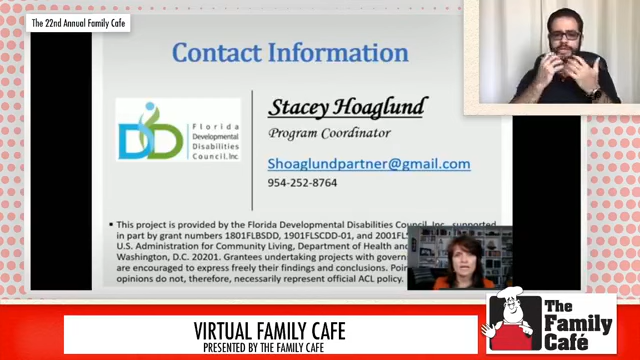 The 22nd Annual Family Cafe
Contact Information
Florida
Developmental
Disabilities
Council, Inc.
Stacey Hoaglund
Program Coordinator
Shoaglundpartner@gmail.com
954-252-8764
▪ This project is provided by the Florida Developmental Disabilities Council, Inc., supported
in part by grant numbers 1801FLBSDD, 1901FLSCDD-01, and
U.S. Administration for Community Living, Department of Health and
Washington, D.C. 20201. Grantees undertaking projects with
are encouraged to express freely their findings and conclusions.
opinions do not, therefore, necessarily represent official ACL policy.
VIRTUAL FAMILY CAFE
PRESENTED BY THE FAMILY CAFE
The
Family
Café